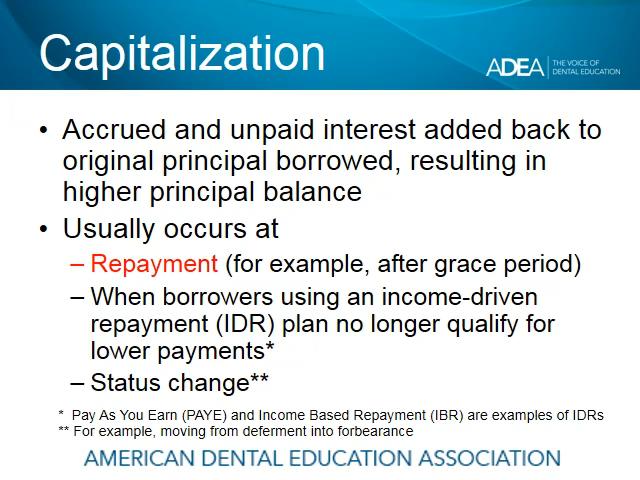 Capitalization
ADEA THE VOICE OF
DENTAL EDUCATION
• Accrued and unpaid interest added back to
original principal borrowed, resulting in
higher principal balance
• Usually occurs at
– Repayment (for example, after grace period)
– When borrowers using an income-driven
repayment (IDR) plan no longer qualify for
lower payments*
– Status change**
* Pay As You Earn (PAYE) and Income Based Repayment (IBR) are examples of IDRs
** For example, moving from deferment into forbearance
AMERICAN DENTAL EDUCATION ASSOCIATION